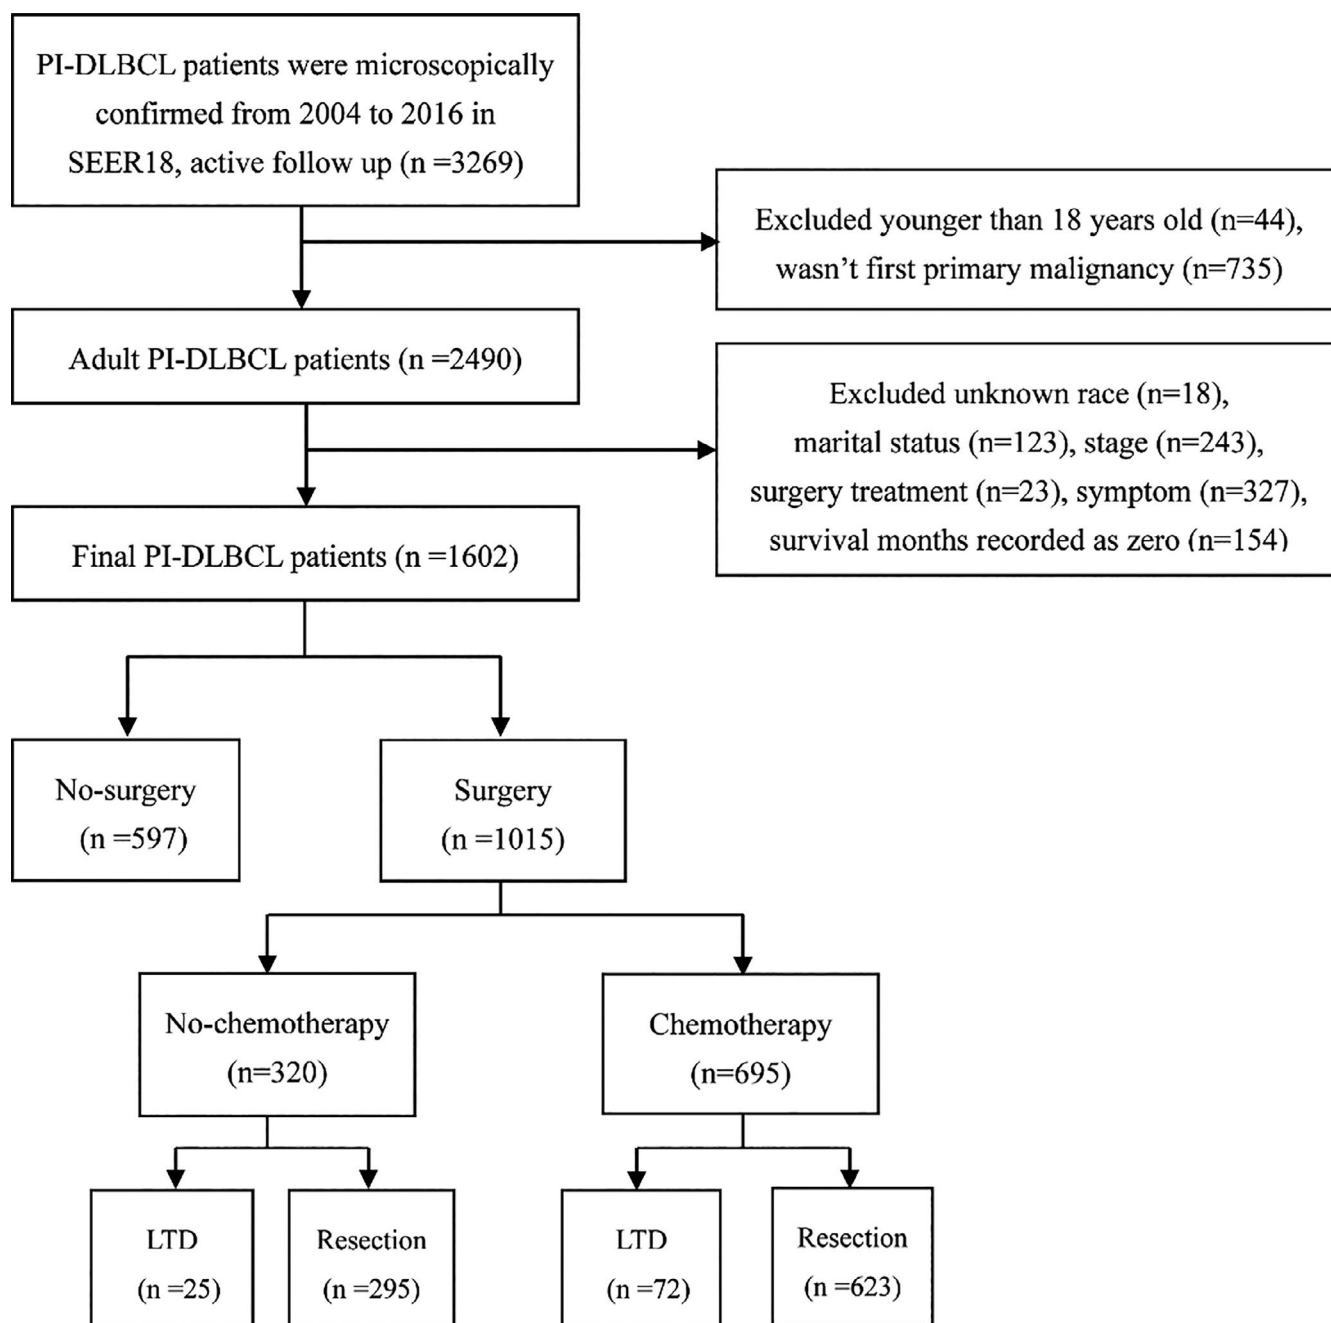 PI-DLBCL patients were microscopically
confirmed from 2004 to 2016 in
SEER18, active follow up (n =3269)
Excluded younger than 18 years old (n=44),
wasn’t first primary malignancy (n=735)
Adult PI-DLBCL patients (n =2490)
Excluded unknown race (n=18),
marital status (n=123), stage (n=243),
surgery treatment (n=23), symptom (n=327),
survival months recorded as zero (n=154)
Final PI-DLBCL patients (n =1602)
No-surgery
(n =597)
Surgery
(n =1015)
No-chemotherapy
(n=320)
Chemotherapy
(n=695)
LTD
(n =25)
Resection
(n =295)
LTD
(n =72)
Resection
(n =623)